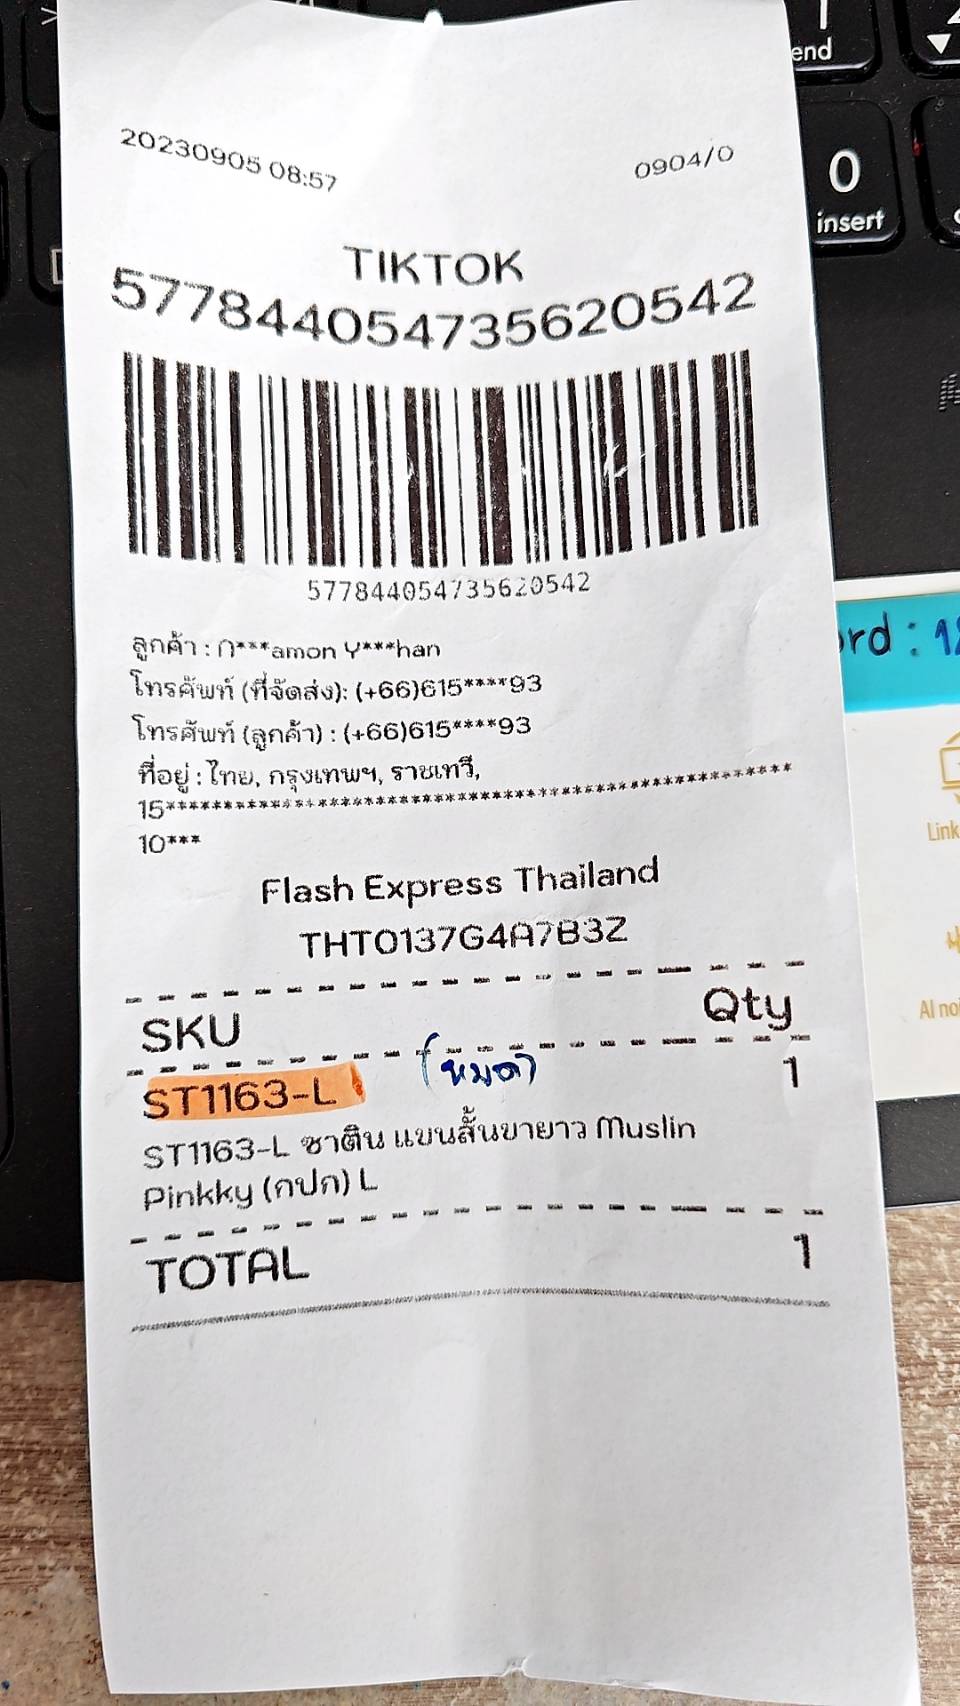 end
0
insert
20230905 08:57
0904/0
TIKTOK
577844054735620542
577844054735620542
ลูกค้า : n***amon Y***han
โทรศัพท์ (ที่จัดส่ง): (+66)615****93
โทรศัพท์ (ลูกค้า) : (+66)615****93
ที่อยู่ : ไทย, กรุงเทพฯ, ราชเทวี,
15******************************************************
10***
Flash Express Thailand
THT0137G4A7B3Z
SKU Qty
ST1163-L (หมด) 1
ST1163-L ซาติน แขนสั้นขายาว Muslin
Pinkky (กปก) L
TOTAL 1
Link
AI noi